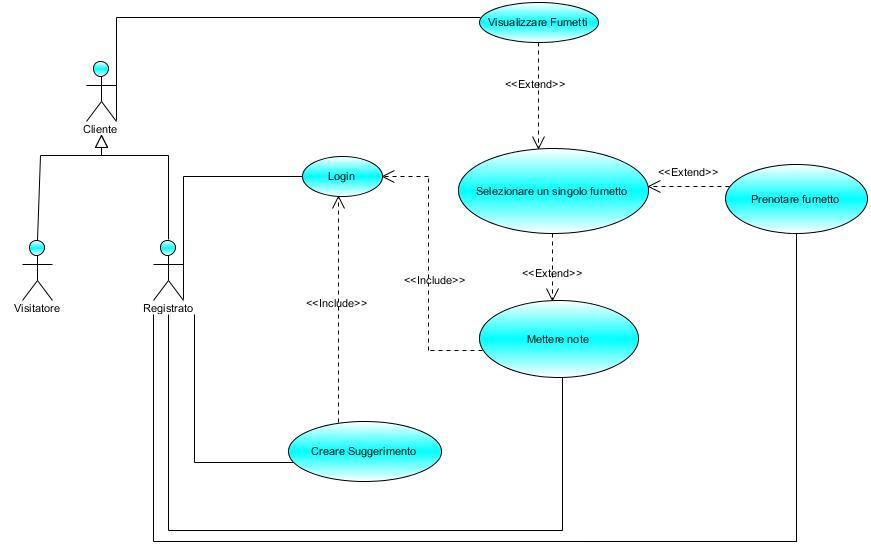 Visualizzare Fumetti
<<Extend>>
Cliente
Login
Selezionare un singolo fumetto
<<Extend>>
Prenotare fumetto
Visitatore
Registrato
<<Include>>
<<Include>>
<<Extend>>
Mettere note
Creare Suggerimento